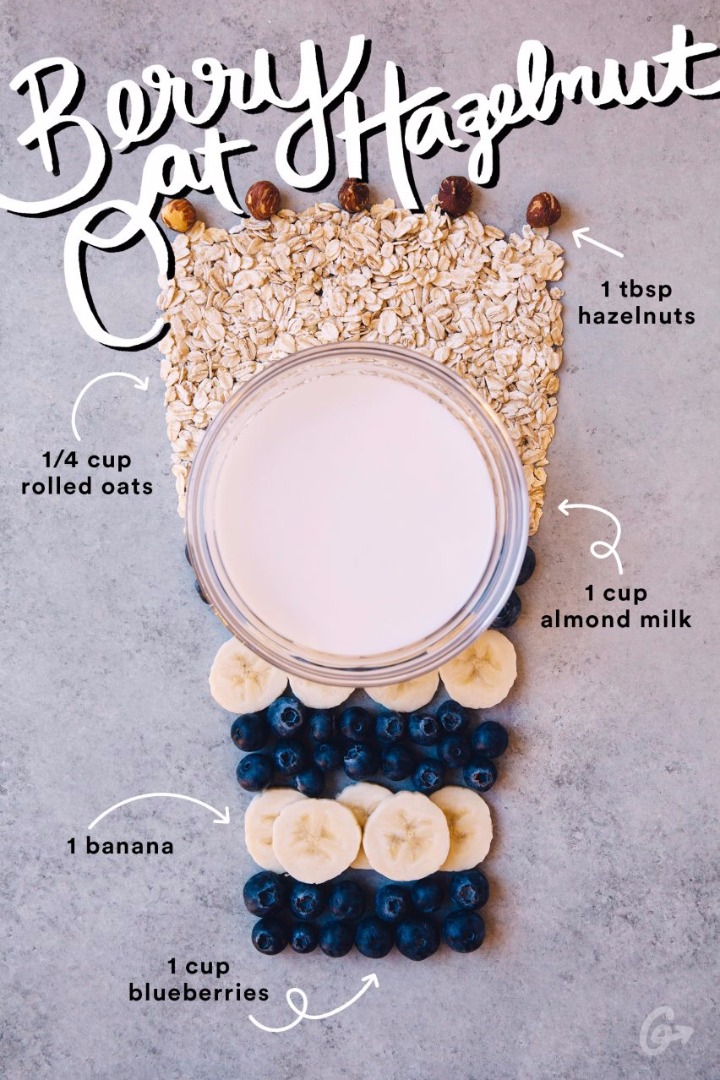 Berry
Oat Hazelnut
1 tbsp
hazelnuts
1/4 cup
rolled oats
1 cup
almond milk
1 banana
1 cup
blueberries
G